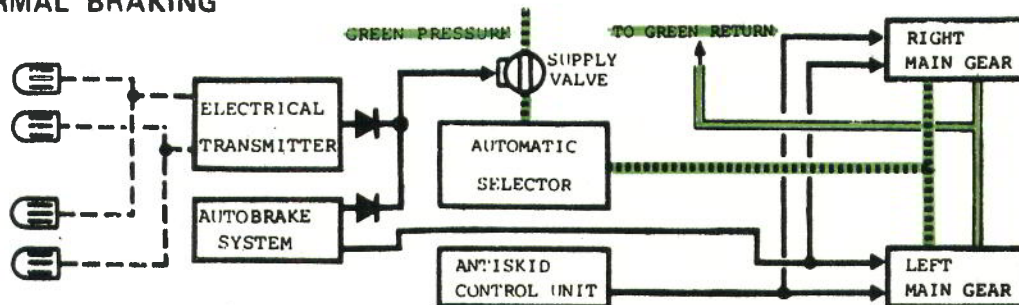 RMAL BRAKING
GREEN PRESSURE
TO GREEN RETURN
SUPPLY
VALVE
RIGHT
MAIN GEAR
ELECTRICAL
TRANSMITTER
AUTOMATIC
SELECTOR
AUTOBRAKE
SYSTEM
ANTISKID
CONTROL UNIT
LEFT
MAIN GEAR